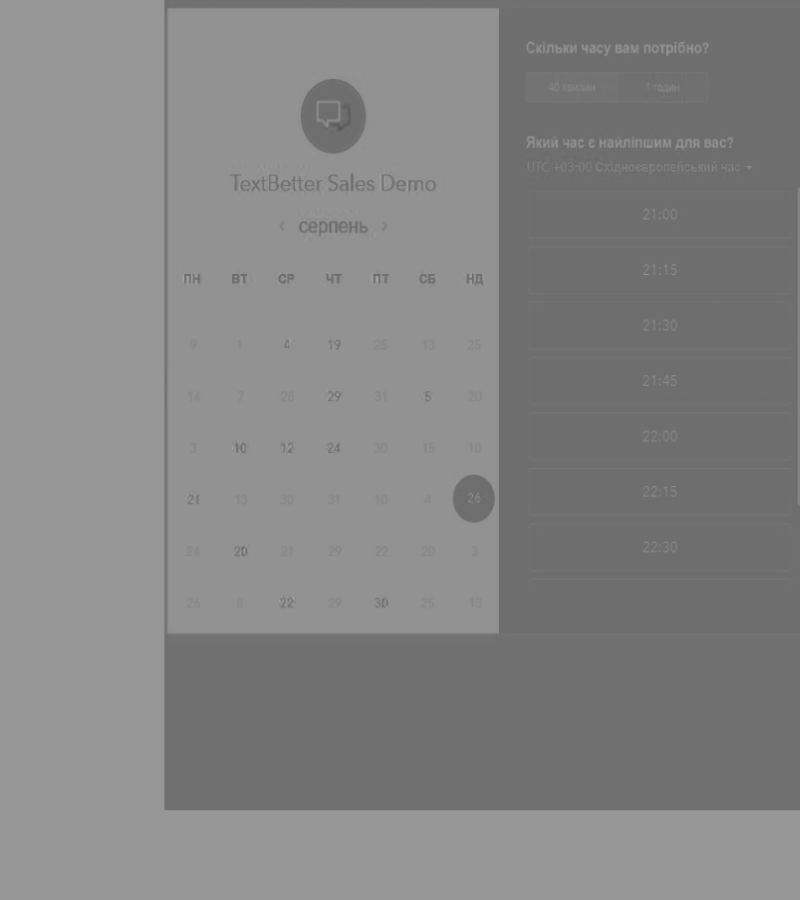 TextBetter Sales Demo
‹ серпень ›
ПН ВТ СР ЧТ ПТ СБ НД
9 1 4 19 25 13 25
14 7 28 29 31 5 20
3 10 12 24 30 15 10
21 13 30 31 10 4 26
24 20 21 29 22 20 3
26 8 22 29 30 25 13
Скільки часу вам потрібно?
40 хвилин 1 годин
Який час є найліпшим для вас?
UTC +03:00 Східноєвропейський час
21:00
21:15
21:30
21:45
22:00
22:15
22:30